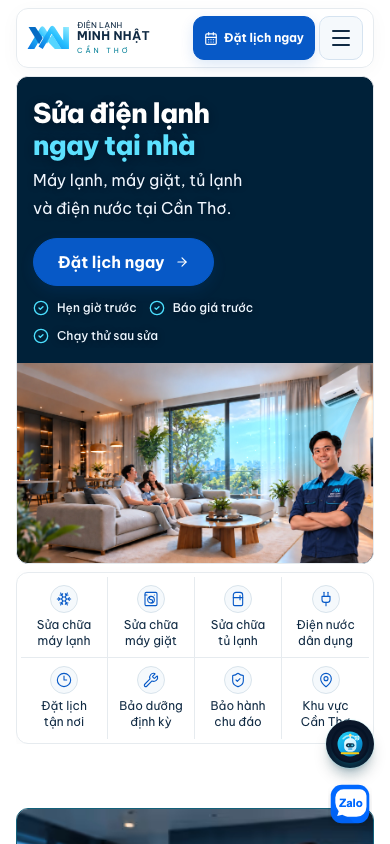 ĐIỆN LẠNH
MINH NHẬT
CẦN THƠ
Đặt lịch ngay
Sửa điện lạnh
ngay tại nhà
Máy lạnh, máy giặt, tủ lạnh
và điện nước tại Cần Thơ.
Đặt lịch ngay
Hẹn giờ trước
Báo giá trước
Chạy thử sau sửa
Sửa chữa
máy lạnh
Sửa chữa
máy giặt
Sửa chữa
tủ lạnh
Điện nước
dân dụng
Đặt lịch
tận nơi
Bảo dưỡng
định kỳ
Bảo hành
chu đáo
Khu vực
Cần Thơ
Zalo